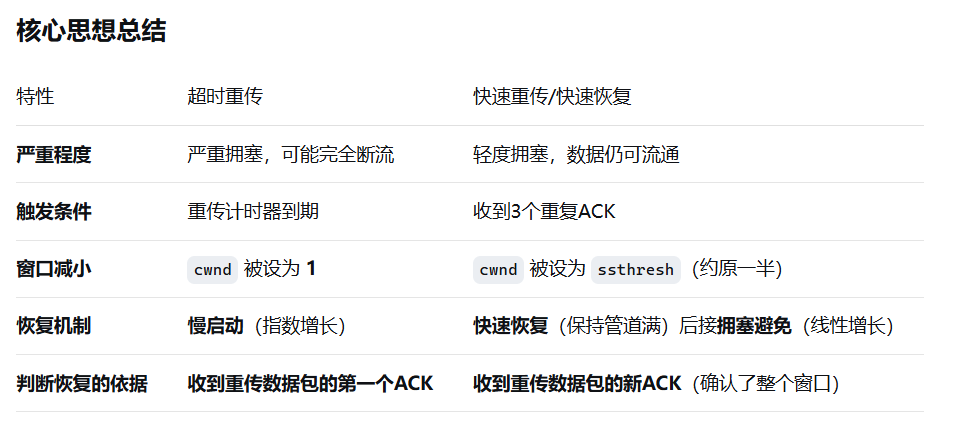 核心思想总结
特性 超时重传 快速重传/快速恢复
严重程度 严重拥塞，可能完全断流 轻度拥塞，数据仍可流通
触发条件 重传计时器到期 收到3个重复ACK
窗口减小 cwnd 被设为 1 cwnd 被设为 ssthresh（约原一半）
恢复机制 慢启动（指数增长） 快速恢复（保持管道满）后接拥塞避免（线性增长）
判断恢复的依据 收到重传数据包的第一个ACK 收到重传数据包的新ACK（确认了整个窗口）